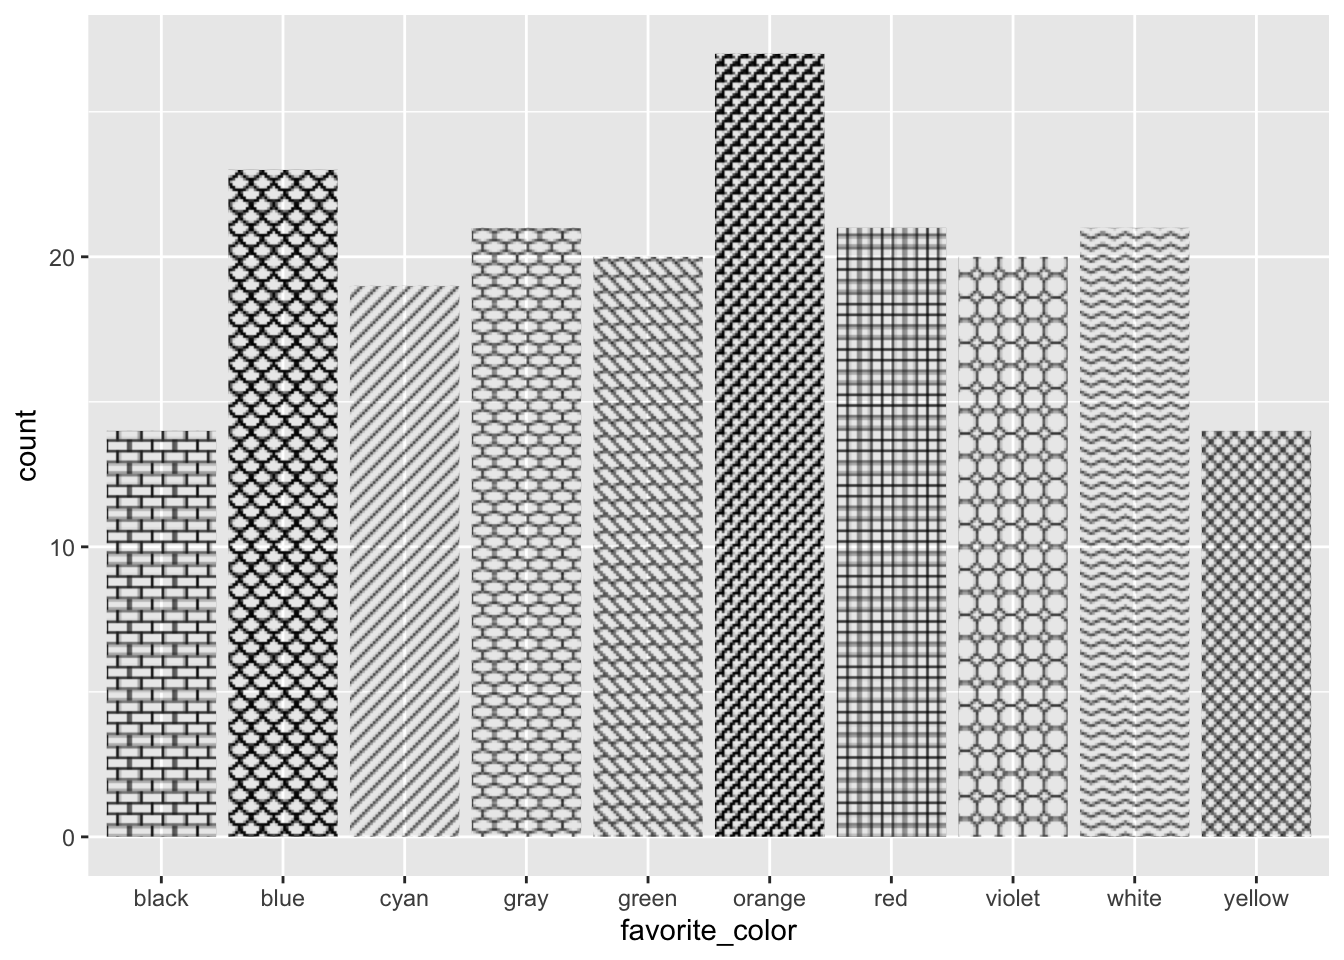 count
20
10
0
black blue cyan gray green orange red violet white yellow
favorite_color